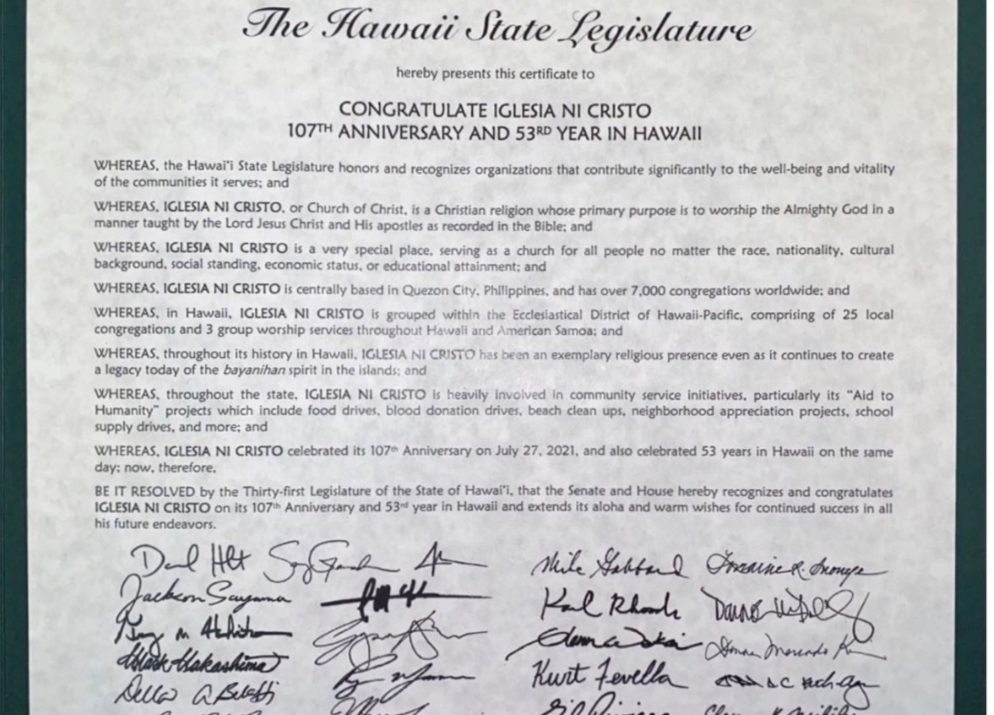 The Hawaii State Legislature
hereby presents this certificate to
CONGRATULATE IGLESIA NI CRISTO
107TH ANNIVERSARY AND 53RD YEAR IN HAWAII
WHEREAS, the Hawai'i State Legislature honors and recognizes organizations that contribute significantly to the well-being and vitality
of the communities it serves; and
WHEREAS, IGLESIA NI CRISTO, or Church of Christ, is a Christian religion whose primary purpose is to worship the Almighty God in a
manner taught by the Lord Jesus Christ and His apostles as recorded in the Bible; and
WHEREAS, IGLESIA NI CRISTO is a very special place, serving as a church for all people no matter the race, nationality, cultural
background, social standing, economic status, or educational attainment; and
WHEREAS, IGLESIA NI CRISTO is centrally based in Quezon City, Philippines, and has over 7,000 congregations worldwide; and
WHEREAS, in Hawaii, IGLESIA NI CRISTO is grouped within the Ecclesiastical District of Hawaii-Pacific, comprising of 25 local
congregations and 3 group worship services throughout Hawaii and American Samoa; and
WHEREAS, throughout its history in Hawaii, IGLESIA NI CRISTO has been an exemplary religious presence even as it continues to create
a legacy today of the bayanihan spirit in the islands; and
WHEREAS, throughout the state, IGLESIA NI CRISTO is heavily involved in community service initiatives, particularly its "Aid to
Humanity" projects which include food drives, blood donation drives, beach clean ups, neighborhood appreciation projects, school
supply drives, and more; and
WHEREAS, IGLESIA NI CRISTO celebrated its 107th Anniversary on July 27, 2021, and also celebrated 53 years in Hawaii on the same
day; now, therefore,
BE IT RESOLVED by the Thirty-first Legislature of the State of Hawai'i, that the Senate and House hereby recognizes and congratulates
IGLESIA NI CRISTO on its 107th Anniversary and 53rd year in Hawaii and extends its aloha and warm wishes for continued success in all
his future endeavors.
Mike Gabbard
Jackson Sayama
Karl Rhoads
Mark Nakashima
Kurt Fevella
Della A Belatti